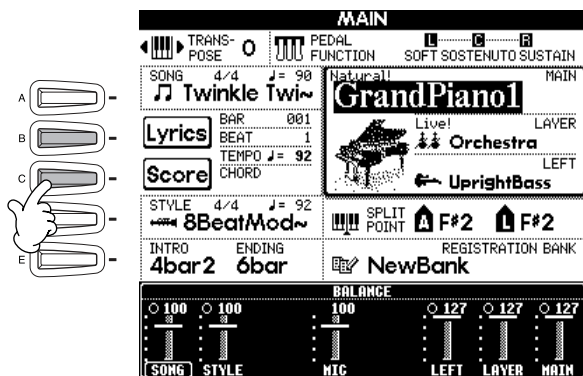 MAIN
TRANS-
POSE 0
PEDAL
FUNCTION
L C R
SOFT SOSTENUTO SUSTAIN
SONG 4/4 ♩= 90
Twinkle Twi~
Natural! MAIN
GrandPiano1
Lyrics
BAR 001
BEAT 1
TEMPO ♩= 92
CHORD
Score
Live! LAYER
Orchestra
LEFT
UprightBass
STYLE 4/4 ♩= 92
8BeatMod~
SPLIT
POINT
A F#2 L F#2
INTRO ENDING
4bar2 6bar
REGISTRATION BANK
NewBank
BALANCE
100 100 100 127 127 127
SONG STYLE MIC LEFT LAYER MAIN
A
B
C
E